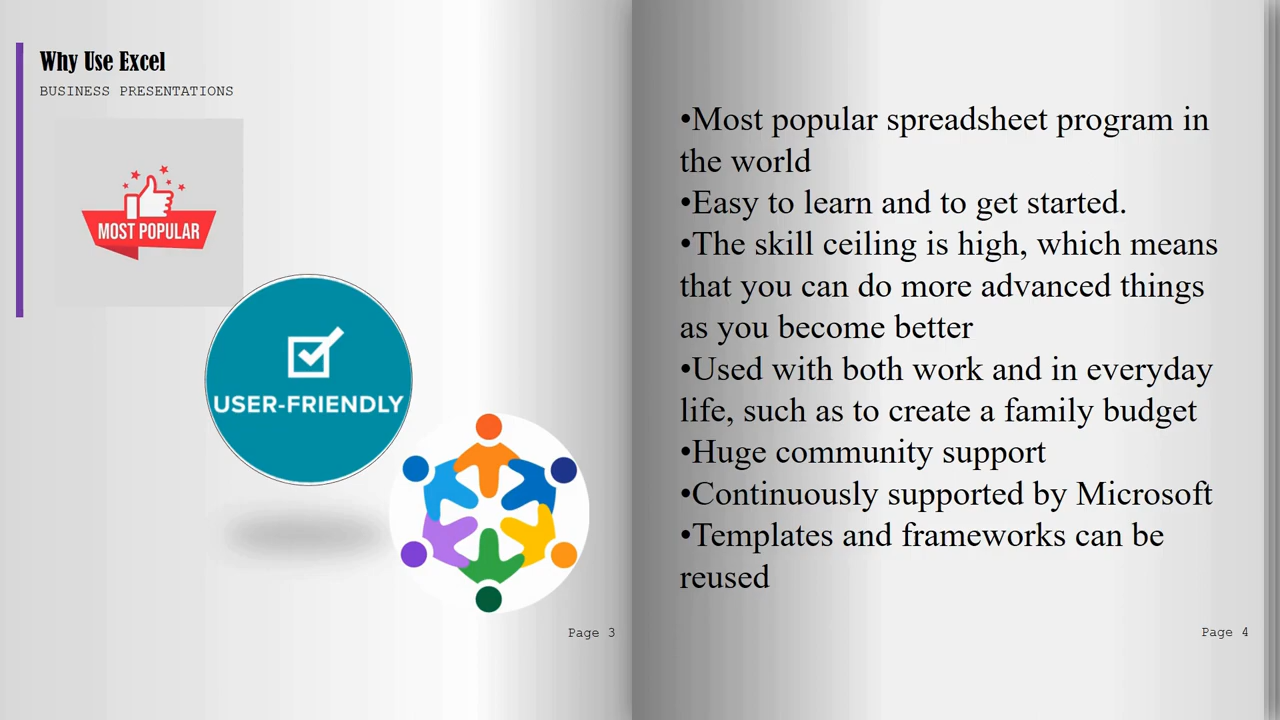 Why Use Excel
BUSINESS PRESENTATIONS
MOST POPULAR
USER-FRIENDLY
Page 3
•Most popular spreadsheet program in
the world
•Easy to learn and to get started.
•The skill ceiling is high, which means
that you can do more advanced things
as you become better
•Used with both work and in everyday
life, such as to create a family budget
•Huge community support
•Continuously supported by Microsoft
•Templates and frameworks can be
reused
Page 4